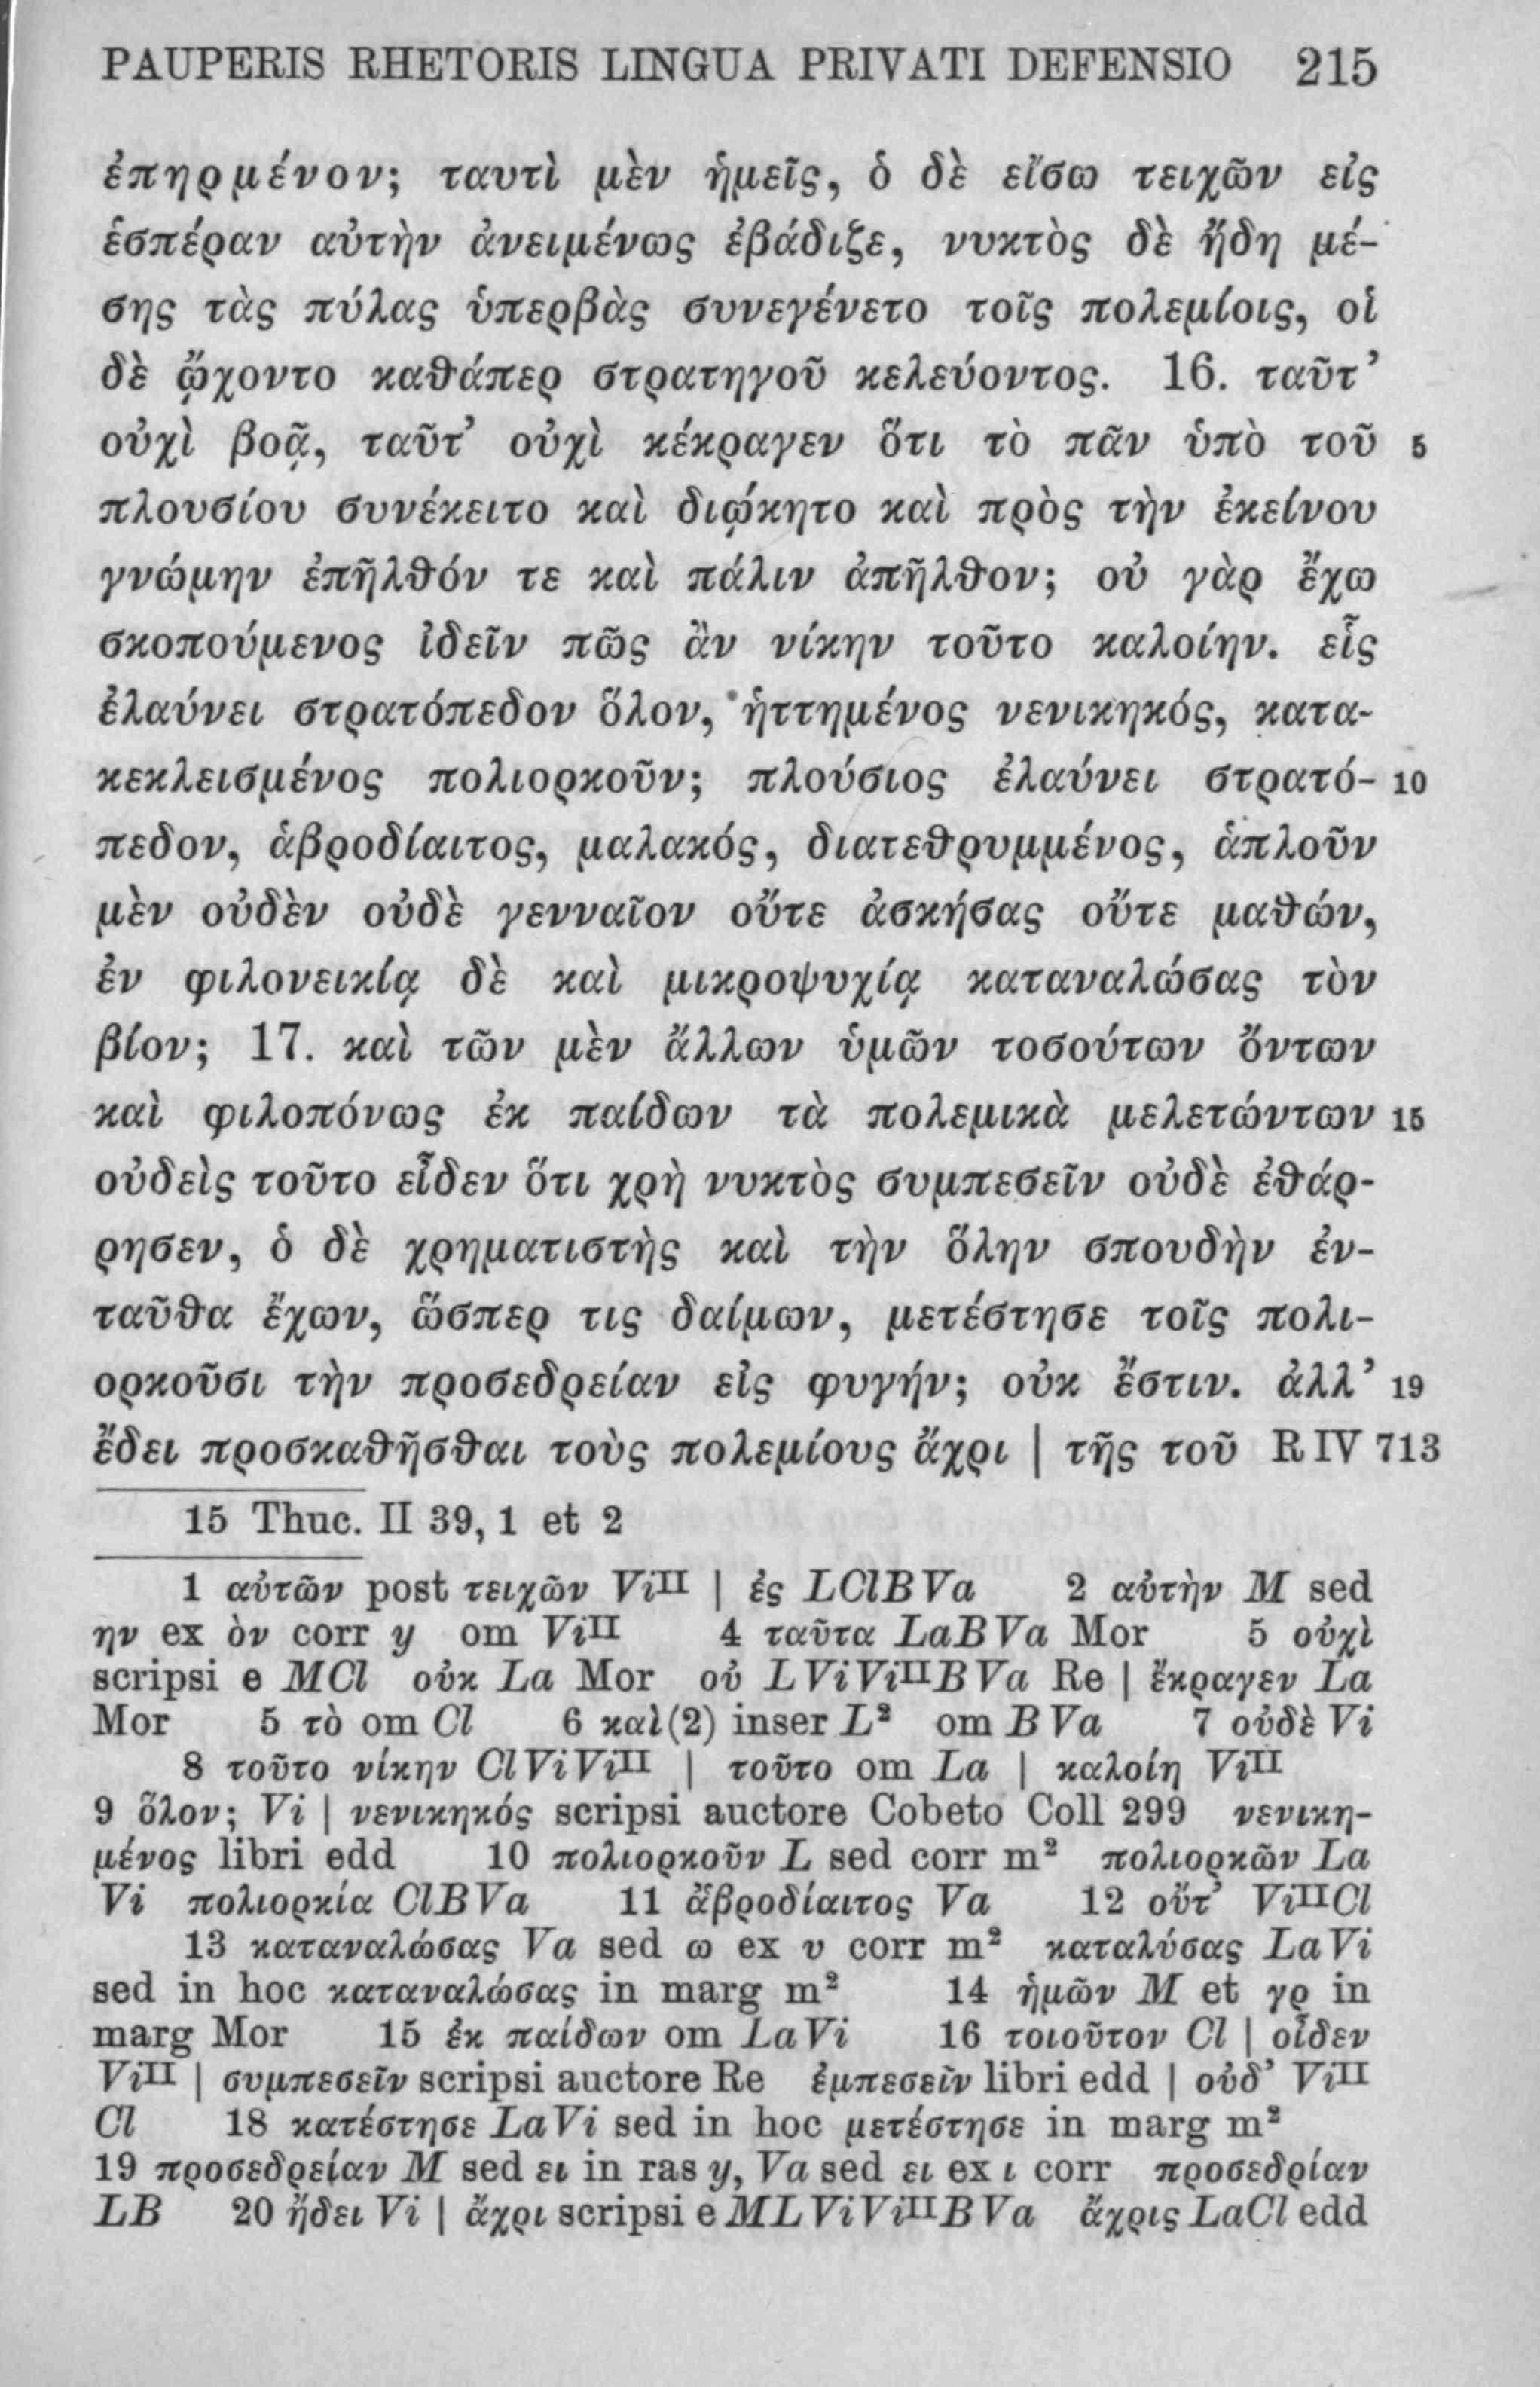 PAUPERIS RHETORIS LINGUA PRIVATI DEFENSIO 215
ἐπηρμένον; ταυτὶ μὲν ἡμεῖς, ὁ δὲ εἴσω τειχῶν εἰς
ἑσπέραν αὐτὴν ἀνειμένως ἐβάδιζε, νυκτὸς δὲ ἤδη μέ-
σης τὰς πύλας ὑπερβὰς συνεγένετο τοῖς πολεμίοις, οἱ
δὲ ᾤχοντο καθάπερ στρατηγοῦ κελεύοντος. 16. ταῦτ’
οὐχὶ βοᾷ, ταῦτ’ οὐχὶ κέκραγεν ὅτι τὸ πᾶν ὑπὸ τοῦ 5
πλουσίου συνέκειτο καὶ διῴκητο καὶ πρὸς τὴν ἐκείνου
γνώμην ἐπῆλθόν τε καὶ πάλιν ἀπῆλθον; οὐ γὰρ ἔχω
σκοπούμενος ἰδεῖν πῶς ἂν νίκην τοῦτο καλοίην. εἷς
ἐλαύνει στρατόπεδον ὅλον, ἡττημένος νενικηκός, κατα-
κεκλεισμένος πολιορκοῦν; πλούσιος ἐλαύνει στρατό- 10
πεδον, ἁβροδίαιτος, μαλακός, διατεθρυμμένος, ἁπλοῦν
μὲν οὐδὲν οὐδὲ γενναῖον οὔτε ἀσκήσας οὔτε μαθών,
ἐν φιλονεικίᾳ δὲ καὶ μικροψυχίᾳ καταναλώσας τὸν
βίον; 17. καὶ τῶν μὲν ἄλλων ὑμῶν τοσούτων ὄντων
καὶ φιλοπόνως ἐκ παίδων τὰ πολεμικὰ μελετώντων 15
οὐδεὶς τοῦτο εἶδεν ὅτι χρὴ νυκτὸς συμπεσεῖν οὐδὲ ἐθάρ-
ρησεν, ὁ δὲ χρηματιστὴς καὶ τὴν ὅλην σπουδὴν ἐν-
ταῦθα ἔχων, ὥσπερ τις δαίμων, μετέστησε τοῖς πολι-
ορκοῦσι τὴν προσεδρείαν εἰς φυγήν; οὐκ ἔστιν. ἀλλ’ 19
ἔδει προσκαθῆσθαι τοὺς πολεμίους ἄχρι | τῆς τοῦ R IV 713
15 Thuc. II 39, 1 et 2
1 αὐτῶν post τειχῶν ViII | ἐς LClBVa 2 αὐτὴν M sed
ην ex ὸν corr y om ViII 4 ταῦτα LaBVa Mor 5 οὐχὶ
scripsi e MCl οὐκ La Mor οὐ LViViIIBVa Re | ἔκραγεν La
Mor 5 τὸ om Cl 6 καὶ(2) inser L² om BVa 7 οὐδὲ Vi
8 τοῦτο νίκην ClViViII | τοῦτο om La | καλοίη ViII
9 ὅλον; Vi | νενικηκός scripsi auctore Cobeto Coll 299 νενικη-
μένος libri edd 10 πολιορκοῦν L sed corr m² πολιορκῶν La
Vi πολιορκία ClBVa 11 ἄβροδίαιτος Va 12 οὔτ’ ViIICl
13 καταναλώσας Va sed ω ex υ corr m² καταλύσας LaVi
sed in hoc καταναλώσας in marg m² 14 ἡμῶν M et γρ in
marg Mor 15 ἐκ παίδων om LaVi 16 τοιοῦτον Cl | οἶδεν
ViII | συμπεσεῖν scripsi auctore Re ἐμπεσεῖν libri edd | οὐδ’ ViII
Cl 18 κατέστησε LaVi sed in hoc μετέστησε in marg m²
19 προσεδρείαν M sed ει in ras y, Va sed ει ex ι corr προσεδρίαν
LB 20 ἤδει Vi | ἄχρι scripsi e MLViViIIBVa ἄχρις LaCl edd